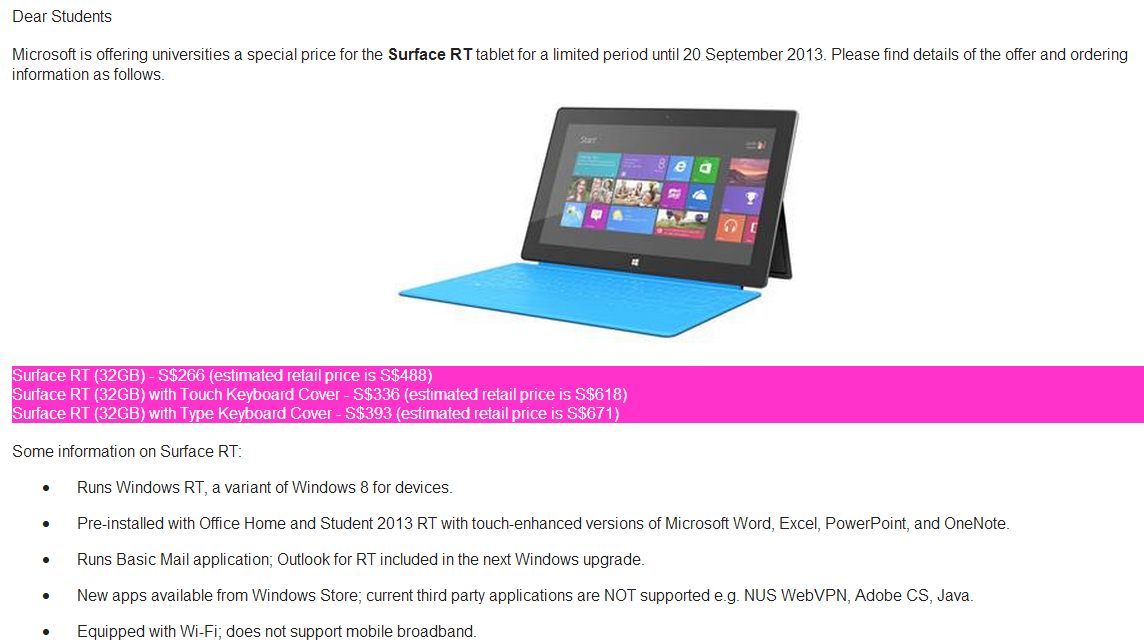 Dear Students
Microsoft is offering universities a special price for the Surface RT tablet for a limited period until 20 September 2013. Please find details of the offer and ordering
information as follows.
Start
Surface RT (32GB) - S$266 (estimated retail price is S$488)
Surface RT (32GB) with Touch Keyboard Cover - S$336 (estimated retail price is S$618)
Surface RT (32GB) with Type Keyboard Cover - S$393 (estimated retail price is S$671)
Some information on Surface RT:
• Runs Windows RT, a variant of Windows 8 for devices.
• Pre-installed with Office Home and Student 2013 RT with touch-enhanced versions of Microsoft Word, Excel, PowerPoint, and OneNote.
• Runs Basic Mail application; Outlook for RT included in the next Windows upgrade.
• New apps available from Windows Store; current third party applications are NOT supported e.g. NUS WebVPN, Adobe CS, Java.
• Equipped with Wi-Fi; does not support mobile broadband.